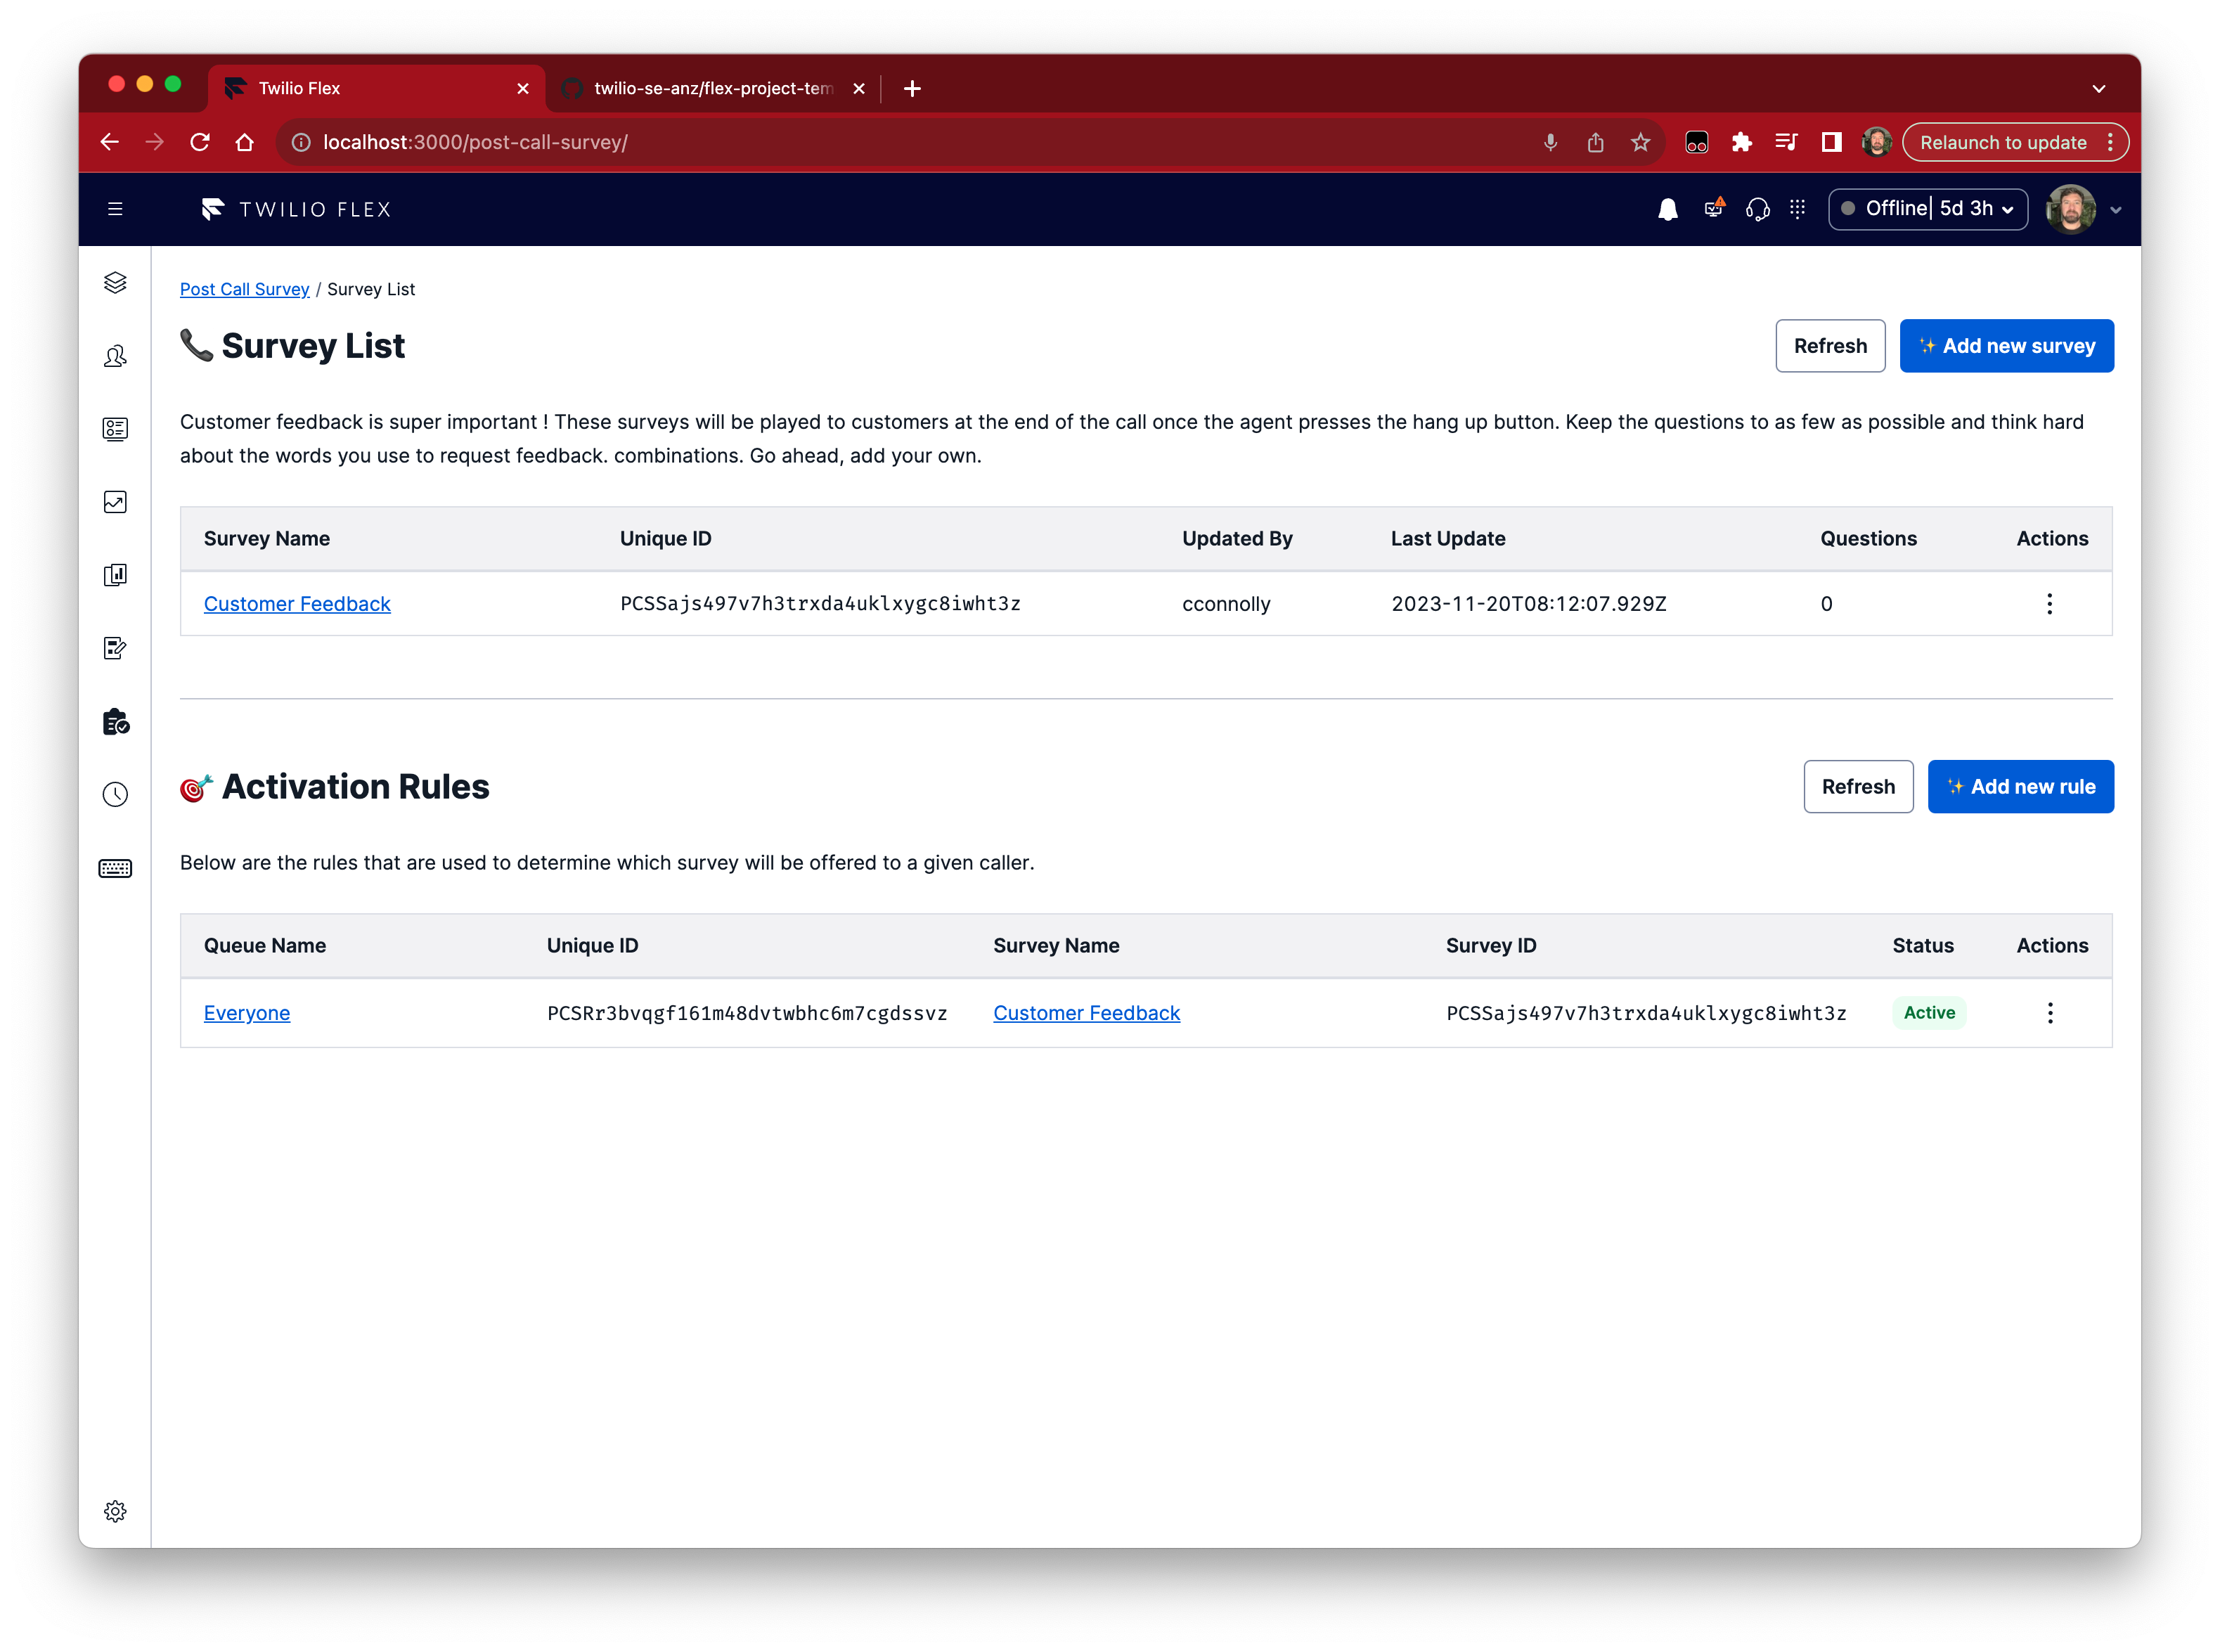 Twilio Flex
twilio-se-anz/flex-project-tem
localhost:3000/post-call-survey/
Relaunch to update
TWILIO FLEX
Offline| 5d 3h
Post Call Survey / Survey List
Survey List
Refresh
Add new survey
Customer feedback is super important ! These surveys will be played to customers at the end of the call once the agent presses the hang up button. Keep the questions to as few as possible and think hard
about the words you use to request feedback. combinations. Go ahead, add your own.
Survey Name Unique ID Updated By Last Update Questions Actions
Customer Feedback PCSSajs497v7h3trxda4uklxygc8iwht3z cconnolly 2023-11-20T08:12:07.929Z 0
Activation Rules
Refresh
Add new rule
Below are the rules that are used to determine which survey will be offered to a given caller.
Queue Name Unique ID Survey Name Survey ID Status Actions
Everyone PCSRr3bvqgf161m48dvtwbhc6m7cgdssvz Customer Feedback PCSSajs497v7h3trxda4uklxygc8iwht3z Active